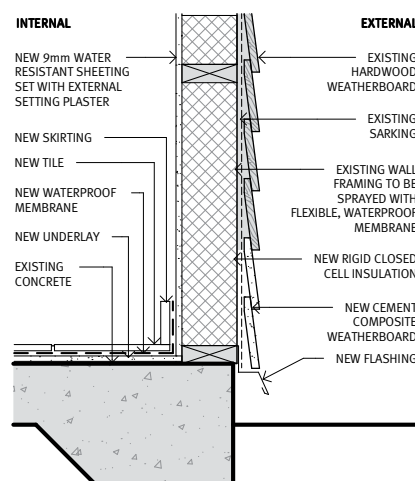 INTERNAL
NEW 9mm WATER
RESISTANT SHEETING
SET WITH EXTERNAL
SETTING PLASTER
NEW SKIRTING
NEW TILE
NEW WATERPROOF
MEMBRANE
NEW UNDERLAY
EXISTING
CONCRETE
EXTERNAL
EXISTING
HARDWOOD
WEATHERBOARD
EXISTING
SARKING
EXISTING WALL
FRAMING TO BE
SPRAYED WITH
FLEXIBLE, WATERPROOF
MEMBRANE
NEW RIGID CLOSED
CELL INSULATION
NEW CEMENT
COMPOSITE
WEATHERBOARD
NEW FLASHING